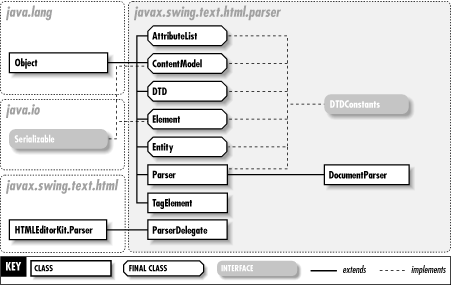 java.lang
Object
java.io
Serializable
javax.swing.text.html
HTMLEditorKit.Parser
javax.swing.text.html.parser
AttributeList
ContentModel
DTD
Element
Entity
Parser
TagElement
ParserDelegate
DTDConstants
DocumentParser
KEY
CLASS
FINAL CLASS
INTERFACE
extends
implements